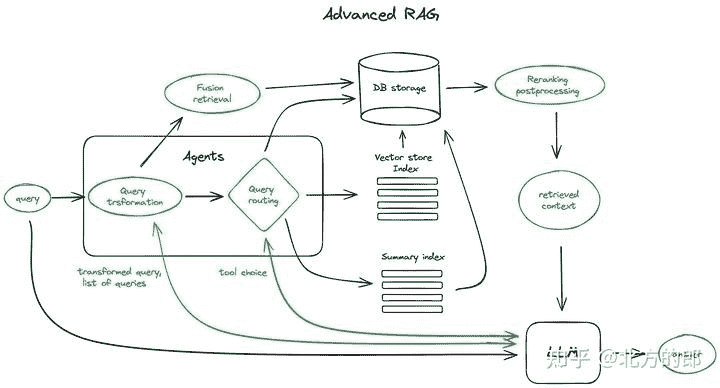 Advanced RAG
Fusion
retrieval
DB storage
Reranking
postprocessing
Agents
Vector store
Index
query
Query
trsformation
Query
routing
retrieved
context
Summary index
transformed query,
list of queries
tool choice
LLM
知乎 @北方的郎